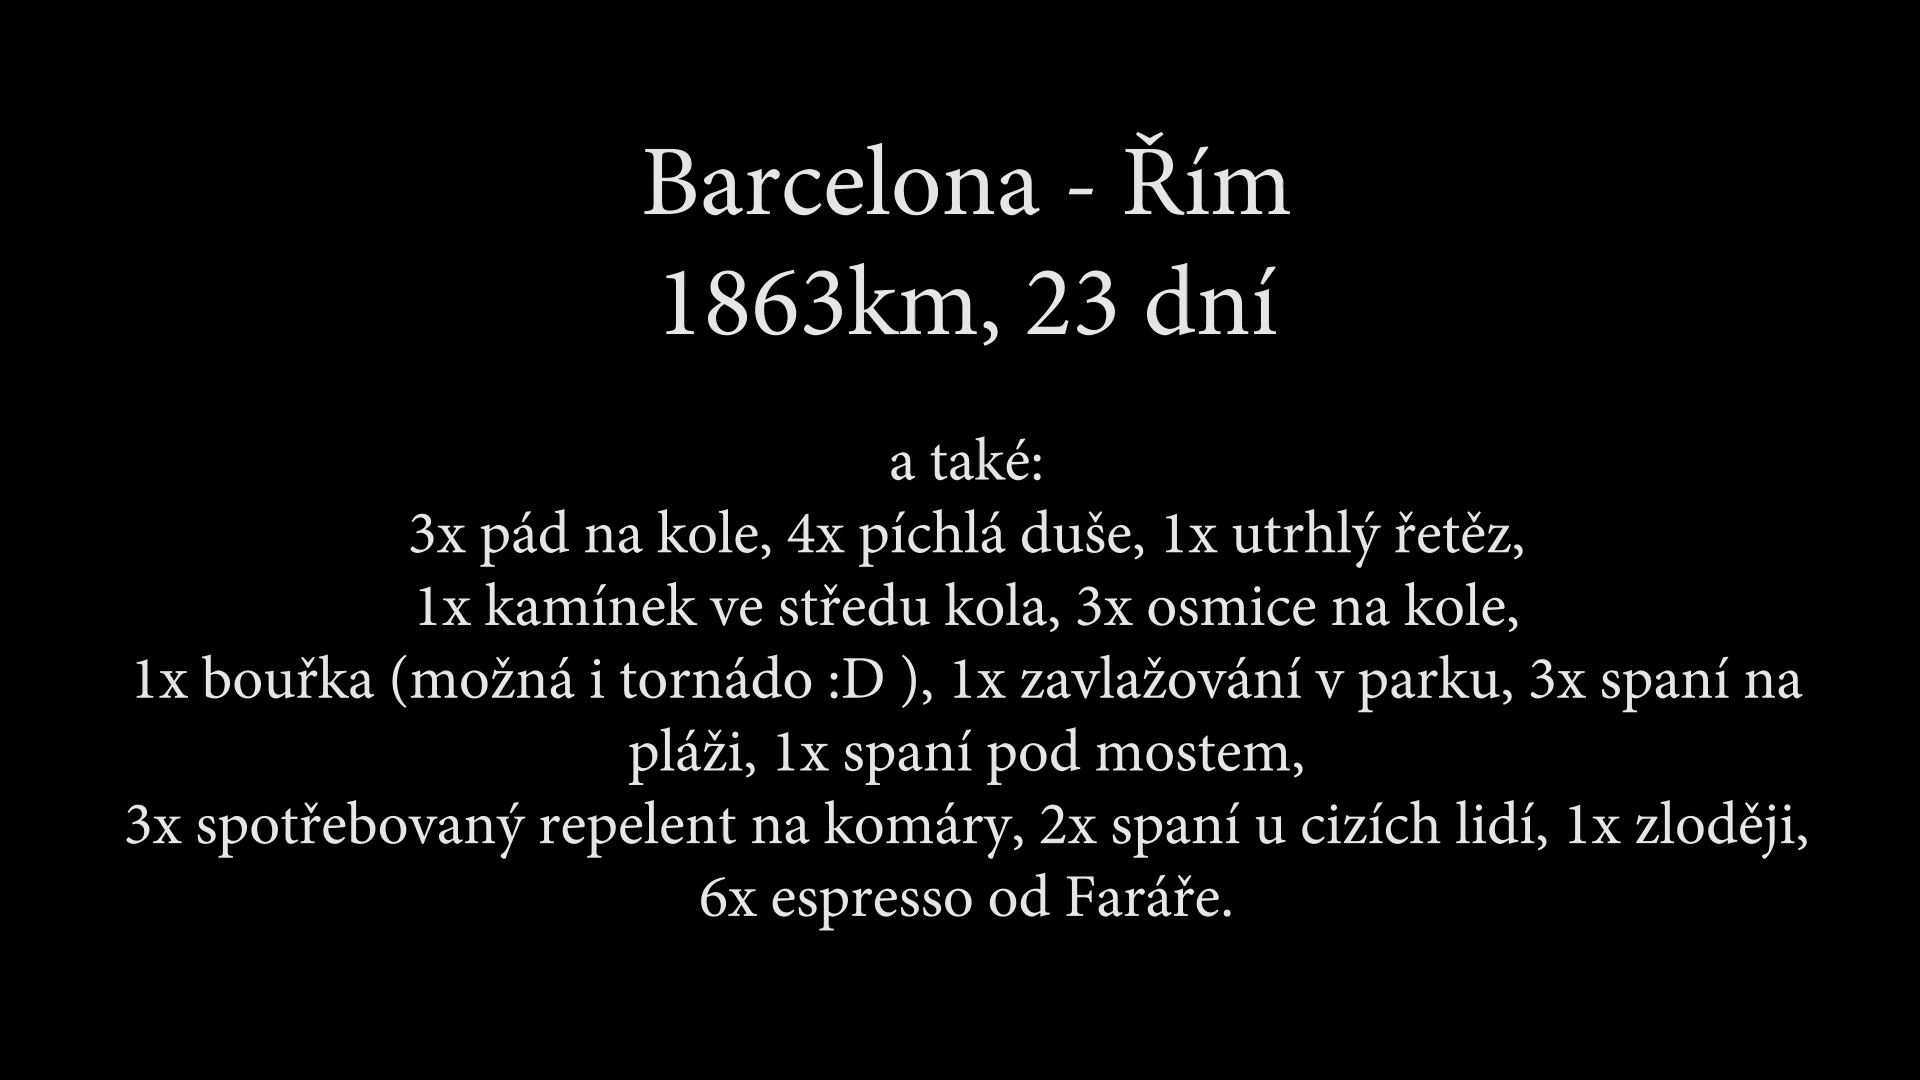 Barcelona - Řím
1863km, 23 dní
a také:
3x pád na kole, 4x píchlá duše, 1x utrhlý řetěz,
1x kamínek ve středu kola, 3x osmice na kole,
1x bouřka (možná i tornádo :D ), 1x zavlažování v parku, 3x spaní na
pláži, 1x spaní pod mostem,
3x spotřebovaný repelent na komáry, 2x spaní u cizích lidí, 1x zloději,
6x espresso od Faráře.